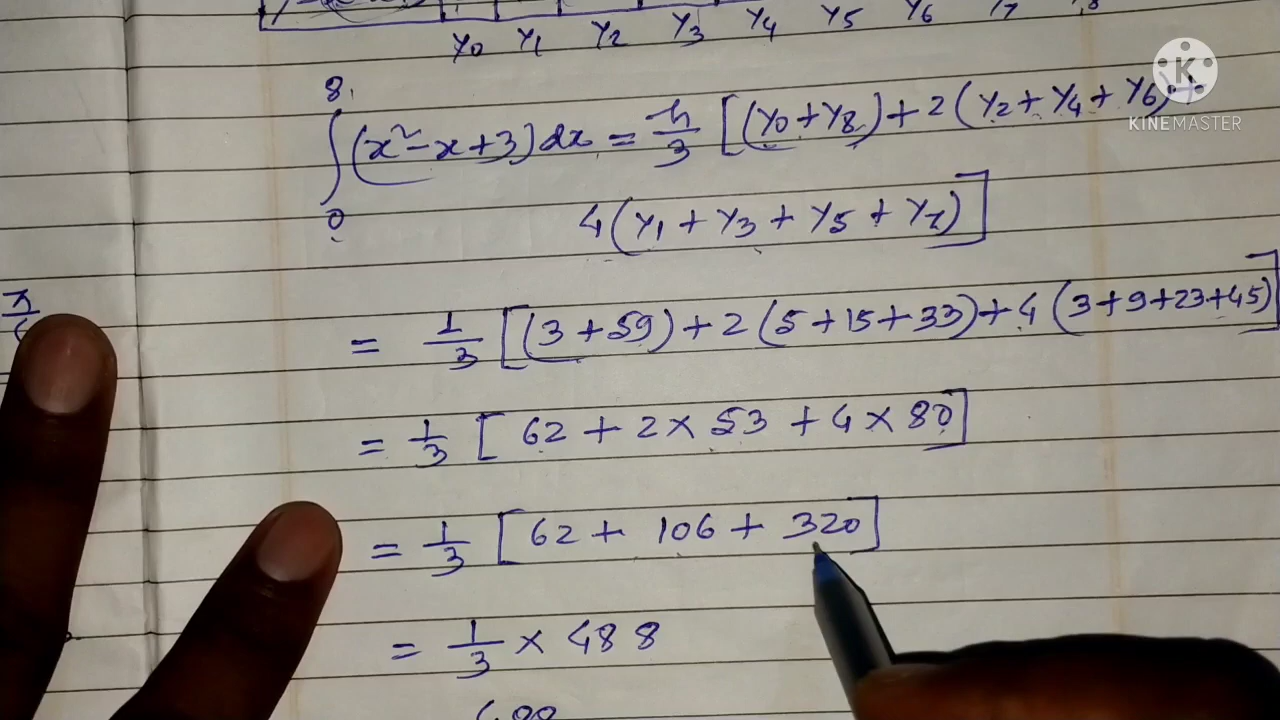 y0 y1 y2 y3 y4 y5 y6
K
KINEMASTER
8
∫(x²-x+3)dx = h/3 [(y0+y8)+2(y2+y4+y6)+
0
4(y1+y3+y5+y7)]
= 1/3 [(3+59)+2(5+15+33)+4(3+9+23+45)]
= 1/3 [62+2×53+4×80]
= 1/3 [62+106+320]
= 1/3 × 488